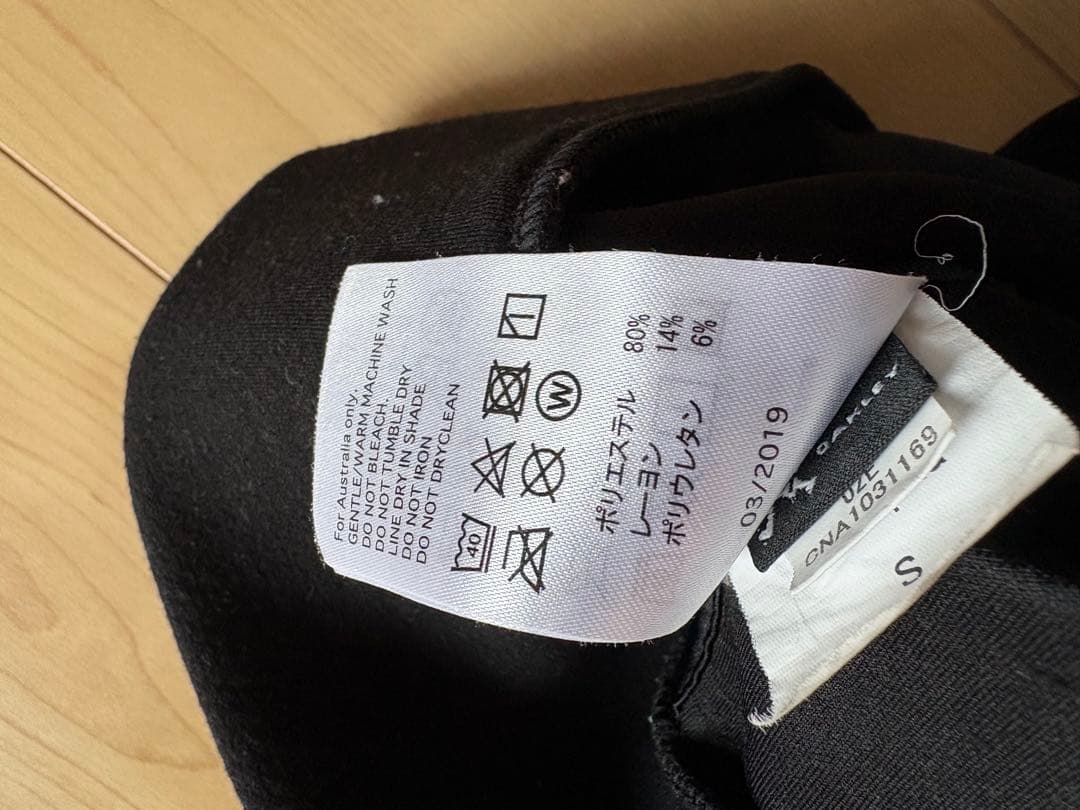 For Australia only.
GENTLE/WARM MACHINE WASH
DO NOT BLEACH.
DO NOT TUMBLE DRY
LINE DRY IN SHADE
DO NOT IRON
DO NOT DRYCLEAN
40
W
ポリエステル 80%
レーヨン 14%
ポリウレタン 6%
03/2019
OAKLEY
02E
CNA1031169
S